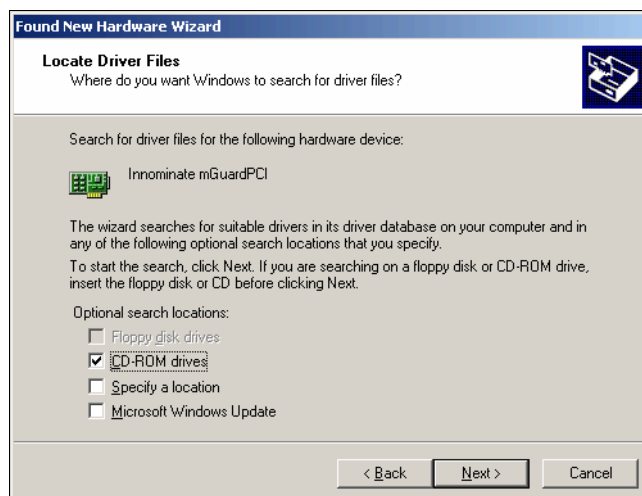 Found New Hardware Wizard
Locate Driver Files
Where do you want Windows to search for driver files?
Search for driver files for the following hardware device:
Innominate mGuardPCI
The wizard searches for suitable drivers in its driver database on your computer and in
any of the following optional search locations that you specify.
To start the search, click Next. If you are searching on a floppy disk or CD-ROM drive,
insert the floppy disk or CD before clicking Next.
Optional search locations:
Floppy disk drives
CD-ROM drives
Specify a location
Microsoft Windows Update
< Back Next > Cancel